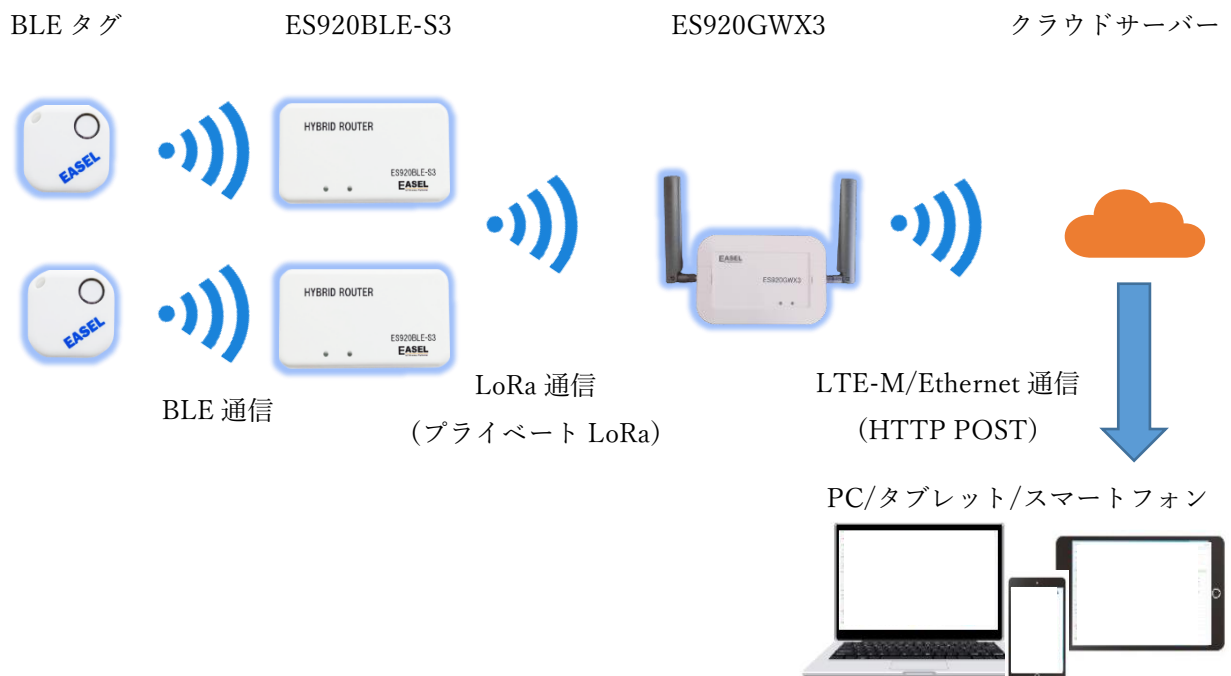 BLE タグ
ES920BLE-S3
ES920GWX3
クラウドサーバー
EASEL
HYBRID ROUTER
ES920BLE-S3
EASEL
EASEL
ES920GWX3
EASEL
HYBRID ROUTER
ES920BLE-S3
EASEL
BLE 通信
LoRa 通信
（プライベート LoRa）
LTE-M/Ethernet 通信
（HTTP POST）
PC/タブレット/スマートフォン